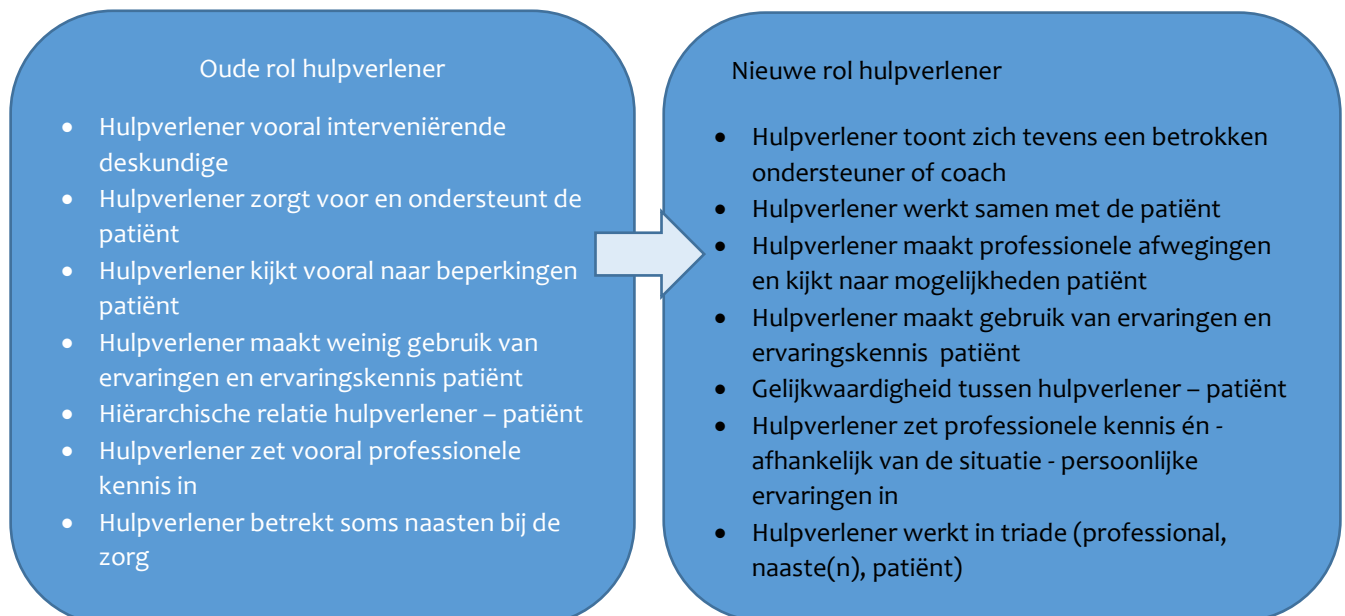 Oude rol hulpverlener
• Hulpverlener vooral interveniërende
deskundige
• Hulpverlener zorgt voor en ondersteunt de
patiënt
• Hulpverlener kijkt vooral naar beperkingen
patiënt
• Hulpverlener maakt weinig gebruik van
ervaringen en ervaringskennis patiënt
• Hiërarchische relatie hulpverlener – patiënt
• Hulpverlener zet vooral professionele
kennis in
• Hulpverlener betrekt soms naasten bij de
zorg
Nieuwe rol hulpverlener
• Hulpverlener toont zich tevens een betrokken
ondersteuner of coach
• Hulpverlener werkt samen met de patiënt
• Hulpverlener maakt professionele afwegingen
en kijkt naar mogelijkheden patiënt
• Hulpverlener maakt gebruik van ervaringen en
ervaringskennis patiënt
• Gelijkwaardigheid tussen hulpverlener – patiënt
• Hulpverlener zet professionele kennis én -
afhankelijk van de situatie - persoonlijke
ervaringen in
• Hulpverlener werkt in triade (professional,
naaste(n), patiënt)